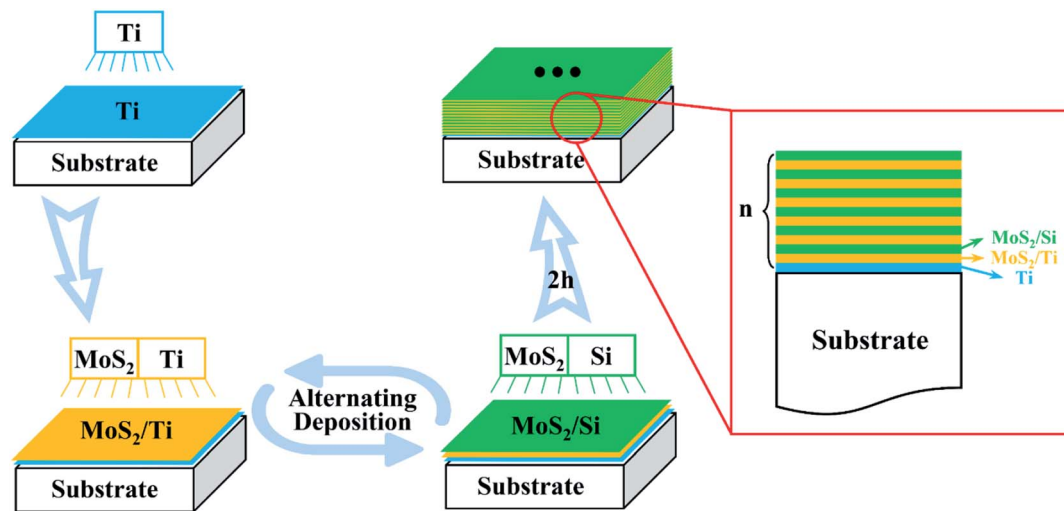 Ti
Ti
Substrate
MoS₂ Ti
MoS₂/Ti
Substrate
Alternating
Deposition
MoS₂ Si
MoS₂/Si
Substrate
2h
Substrate
n
MoS₂/Si
MoS₂/Ti
Ti
Substrate